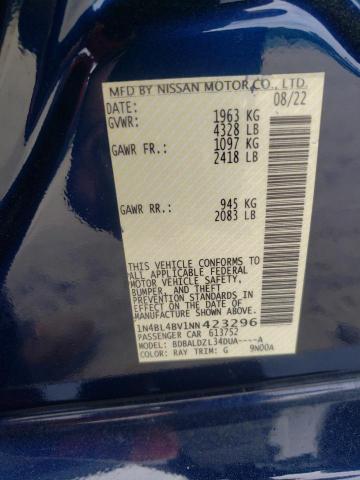 MFD BY NISSAN MOTOR CO., LTD.
DATE: 08/22
GVWR: 1963 KG
4328 LB
GAWR FR: 1097 KG
2418 LB
GAWR RR: 945 KG
2083 LB
THIS VEHICLE CONFORMS TO
ALL APPLICABLE FEDERAL
MOTOR VEHICLE SAFETY,
BUMPER, AND THEFT
PREVENTION STANDARDS IN
EFFECT ON THE DATE OF
MANUFACTURE SHOWN ABOVE
1N4BL4BV1NN423296
PASSENGER CAR 613752
MODEL: BDBALDZL34DUA----A
COLOR: RAY TRIM: G 9N00A